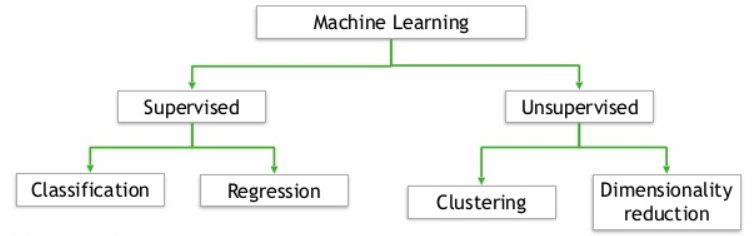 Machine Learning
Supervised
Unsupervised
Classification
Regression
Clustering
Dimensionality
reduction